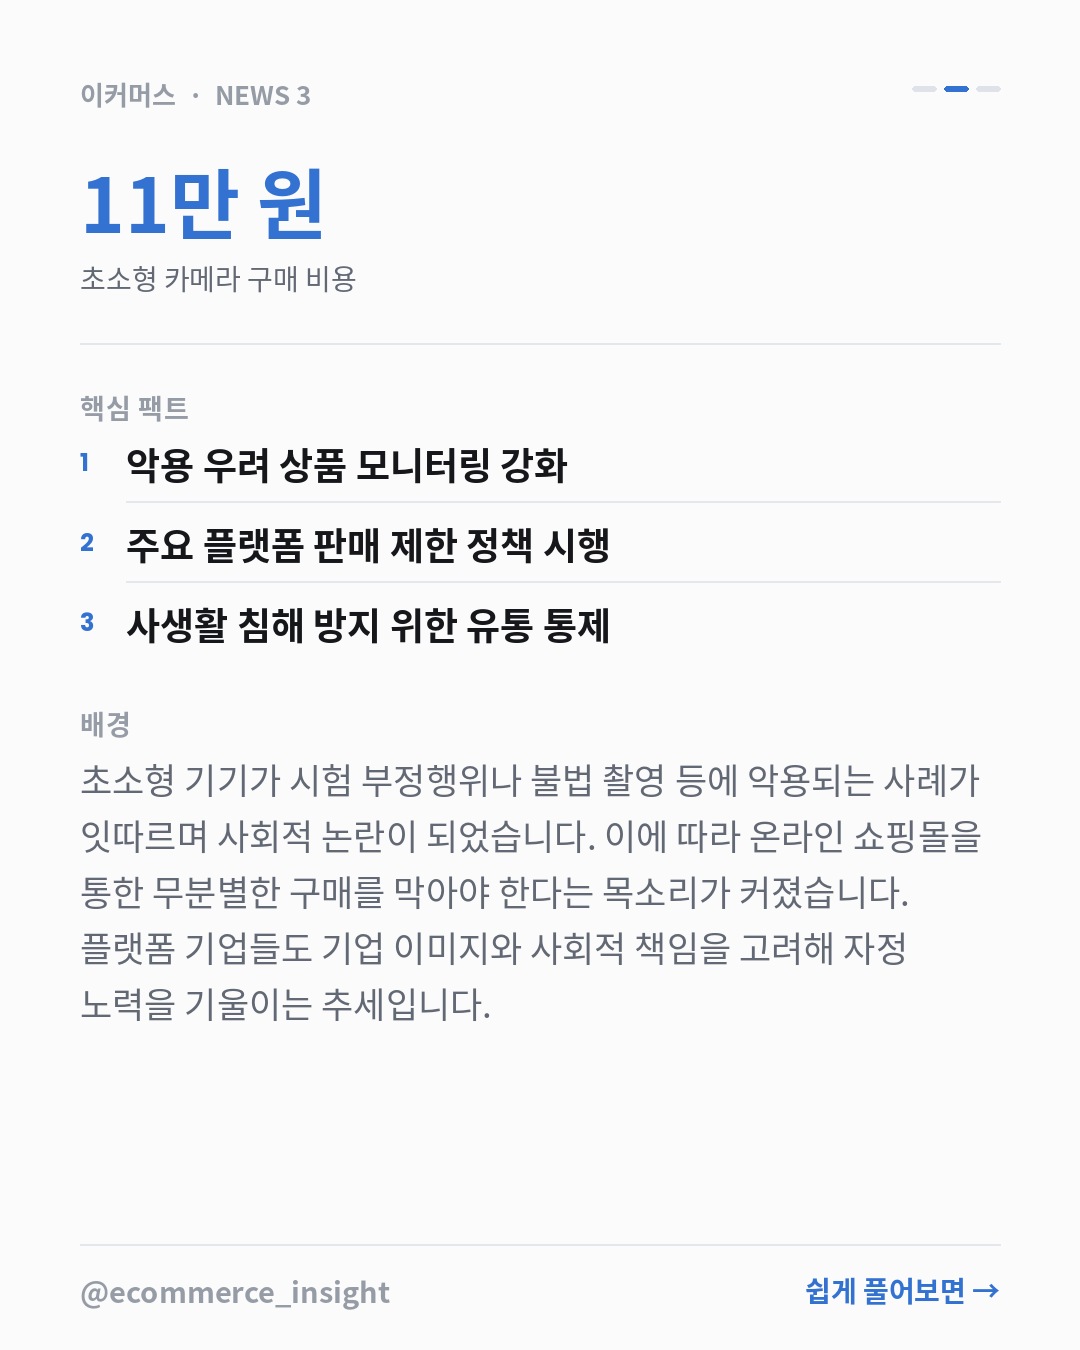 이커머스 · NEWS 3
11만 원
초소형 카메라 구매 비용
핵심 팩트
1 악용 우려 상품 모니터링 강화
2 주요 플랫폼 판매 제한 정책 시행
3 사생활 침해 방지 위한 유통 통제
배경
초소형 기기가 시험 부정행위나 불법 촬영 등에 악용되는 사례가
잇따르며 사회적 논란이 되었습니다. 이에 따라 온라인 쇼핑몰을
통한 무분별한 구매를 막아야 한다는 목소리가 커졌습니다.
플랫폼 기업들도 기업 이미지와 사회적 책임을 고려해 자정
노력을 기울이는 추세입니다.
@ecommerce_insight
쉽게 풀어보면 →